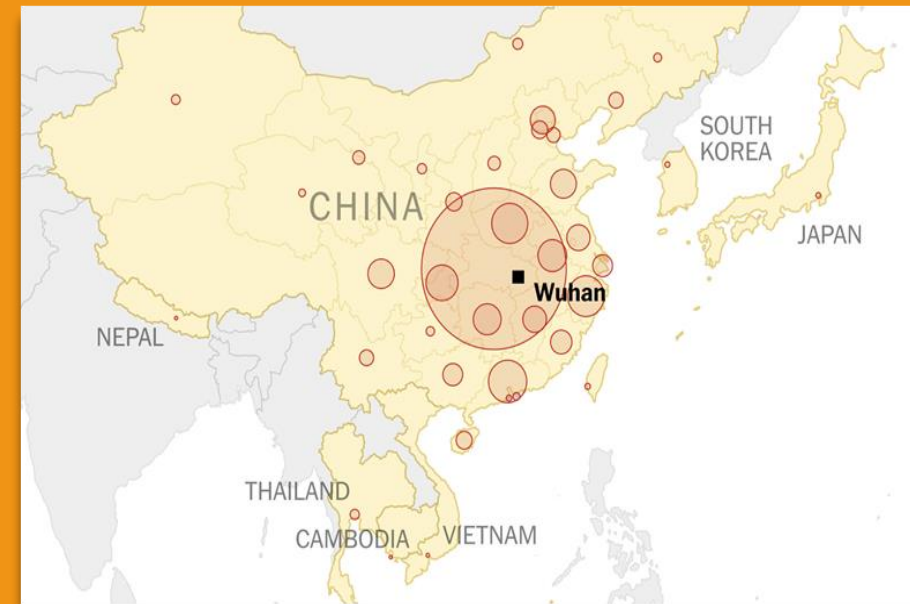 SOUTH
KOREA
CHINA
JAPAN
Wuhan
NEPAL
THAILAND
CAMBODIA
VIETNAM